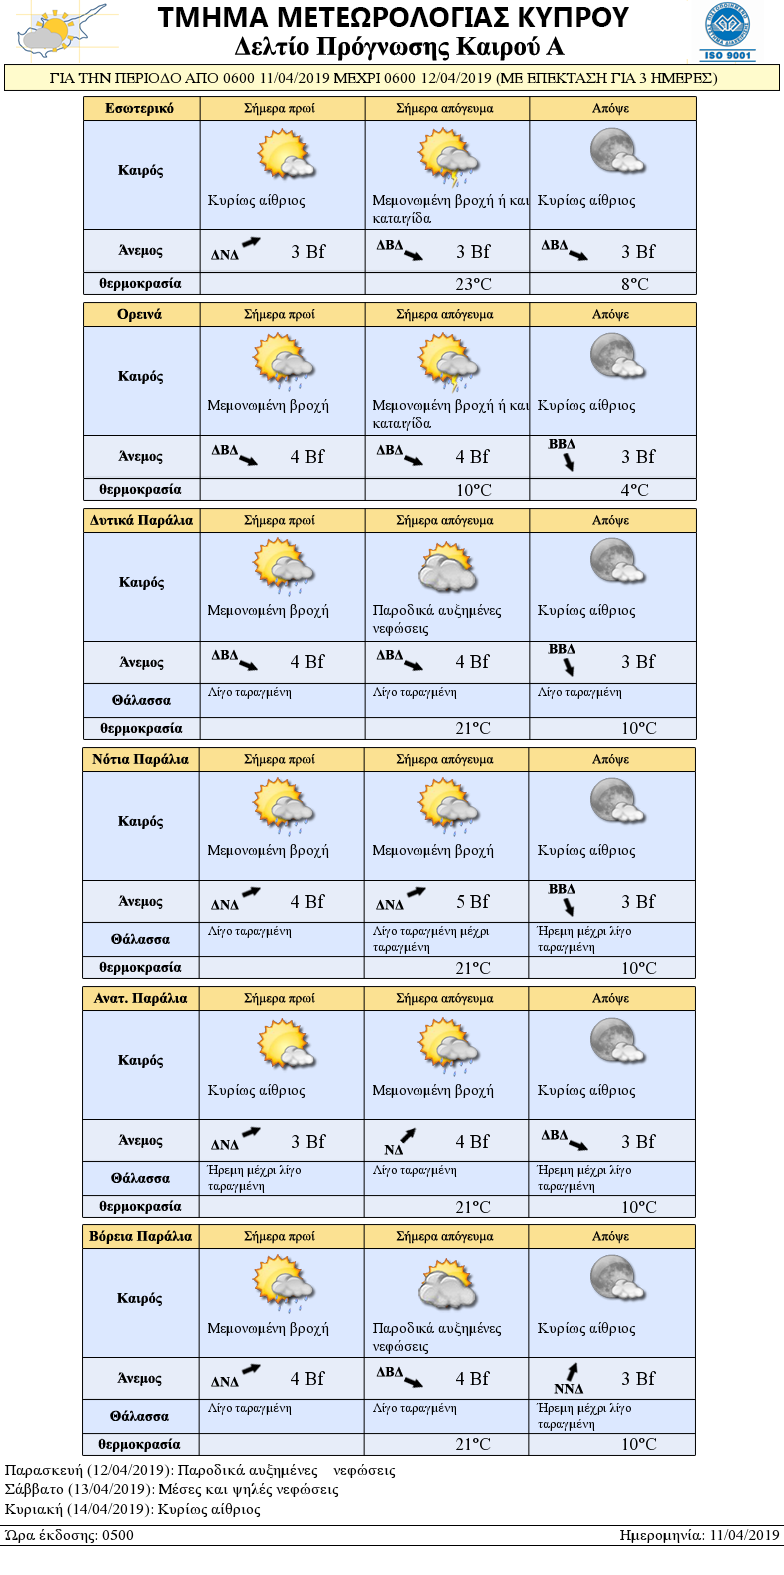 ΤΜΗΜΑ ΜΕΤΕΩΡΟΛΟΓΙΑΣ ΚΥΠΡΟΥ
Δελτίο Πρόγνωσης Καιρού Α
ISO 9001
ΓΙΑ ΤΗΝ ΠΕΡΙΟΔΟ ΑΠΟ 0600 11/04/2019 ΜΕΧΡΙ 0600 12/04/2019 (ΜΕ ΕΠΕΚΤΑΣΗ ΓΙΑ 3 ΗΜΕΡΕΣ)
Εσωτερικό Σήμερα πρωί Σήμερα απόγευμα Απόψε
Καιρός
Κυρίως αίθριος Μεμονωμένη βροχή ή και Κυρίως αίθριος
καταιγίδα
Άνεμος ΔΝΔ 3 Bf ΔΒΔ 3 Bf ΔΒΔ 3 Bf
θερμοκρασία 23°C 8°C
Ορεινά Σήμερα πρωί Σήμερα απόγευμα Απόψε
Καιρός
Μεμονωμένη βροχή Μεμονωμένη βροχή ή και Κυρίως αίθριος
καταιγίδα
Άνεμος ΔΒΔ 4 Bf ΔΒΔ 4 Bf ΒΒΔ 3 Bf
θερμοκρασία 10°C 4°C
Δυτικά Παράλια Σήμερα πρωί Σήμερα απόγευμα Απόψε
Καιρός
Μεμονωμένη βροχή Παροδικά αυξημένες Κυρίως αίθριος
νεφώσεις
Άνεμος ΔΒΔ 4 Bf ΔΒΔ 4 Bf ΒΒΔ 3 Bf
Θάλασσα Λίγο ταραγμένη Λίγο ταραγμένη Λίγο ταραγμένη
θερμοκρασία 21°C 10°C
Νότια Παράλια Σήμερα πρωί Σήμερα απόγευμα Απόψε
Καιρός
Μεμονωμένη βροχή Μεμονωμένη βροχή Κυρίως αίθριος
Άνεμος ΔΝΔ 4 Bf ΔΝΔ 5 Bf ΒΒΔ 3 Bf
Θάλασσα Λίγο ταραγμένη Λίγο ταραγμένη μέχρι Ήρεμη μέχρι λίγο
ταραγμένη ταραγμένη
θερμοκρασία 21°C 10°C
Ανατ. Παράλια Σήμερα πρωί Σήμερα απόγευμα Απόψε
Καιρός
Κυρίως αίθριος Μεμονωμένη βροχή Κυρίως αίθριος
Άνεμος ΔΝΔ 3 Bf ΝΔ 4 Bf ΔΒΔ 3 Bf
Θάλασσα Ήρεμη μέχρι λίγο Λίγο ταραγμένη Ήρεμη μέχρι λίγο
ταραγμένη ταραγμένη
θερμοκρασία 21°C 10°C
Βόρεια Παράλια Σήμερα πρωί Σήμερα απόγευμα Απόψε
Καιρός
Μεμονωμένη βροχή Παροδικά αυξημένες Κυρίως αίθριος
νεφώσεις
Άνεμος ΔΝΔ 4 Bf ΔΒΔ 4 Bf ΝΝΔ 3 Bf
Θάλασσα Λίγο ταραγμένη Λίγο ταραγμένη Ήρεμη μέχρι λίγο
ταραγμένη
θερμοκρασία 21°C 10°C
Παρασκευή (12/04/2019): Παροδικά αυξημένες νεφώσεις
Σάββατο (13/04/2019): Μέσες και ψηλές νεφώσεις
Κυριακή (14/04/2019): Κυρίως αίθριος
Ώρα έκδοσης: 0500 Ημερομηνία: 11/04/2019